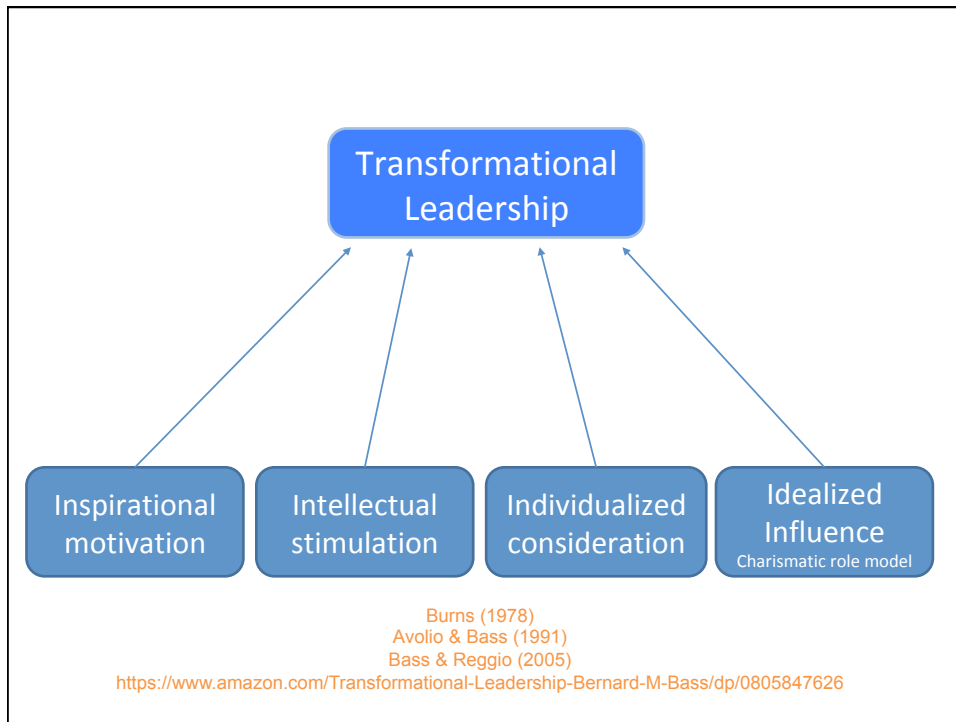 Transformational
Leadership
Inspirational
motivation
Intellectual
stimulation
Individualized
consideration
Idealized
Influence
Charismatic role model
Burns (1978)
Avolio & Bass (1991)
Bass & Reggio (2005)
https://www.amazon.com/Transformational-Leadership-Bernard-M-Bass/dp/0805847626